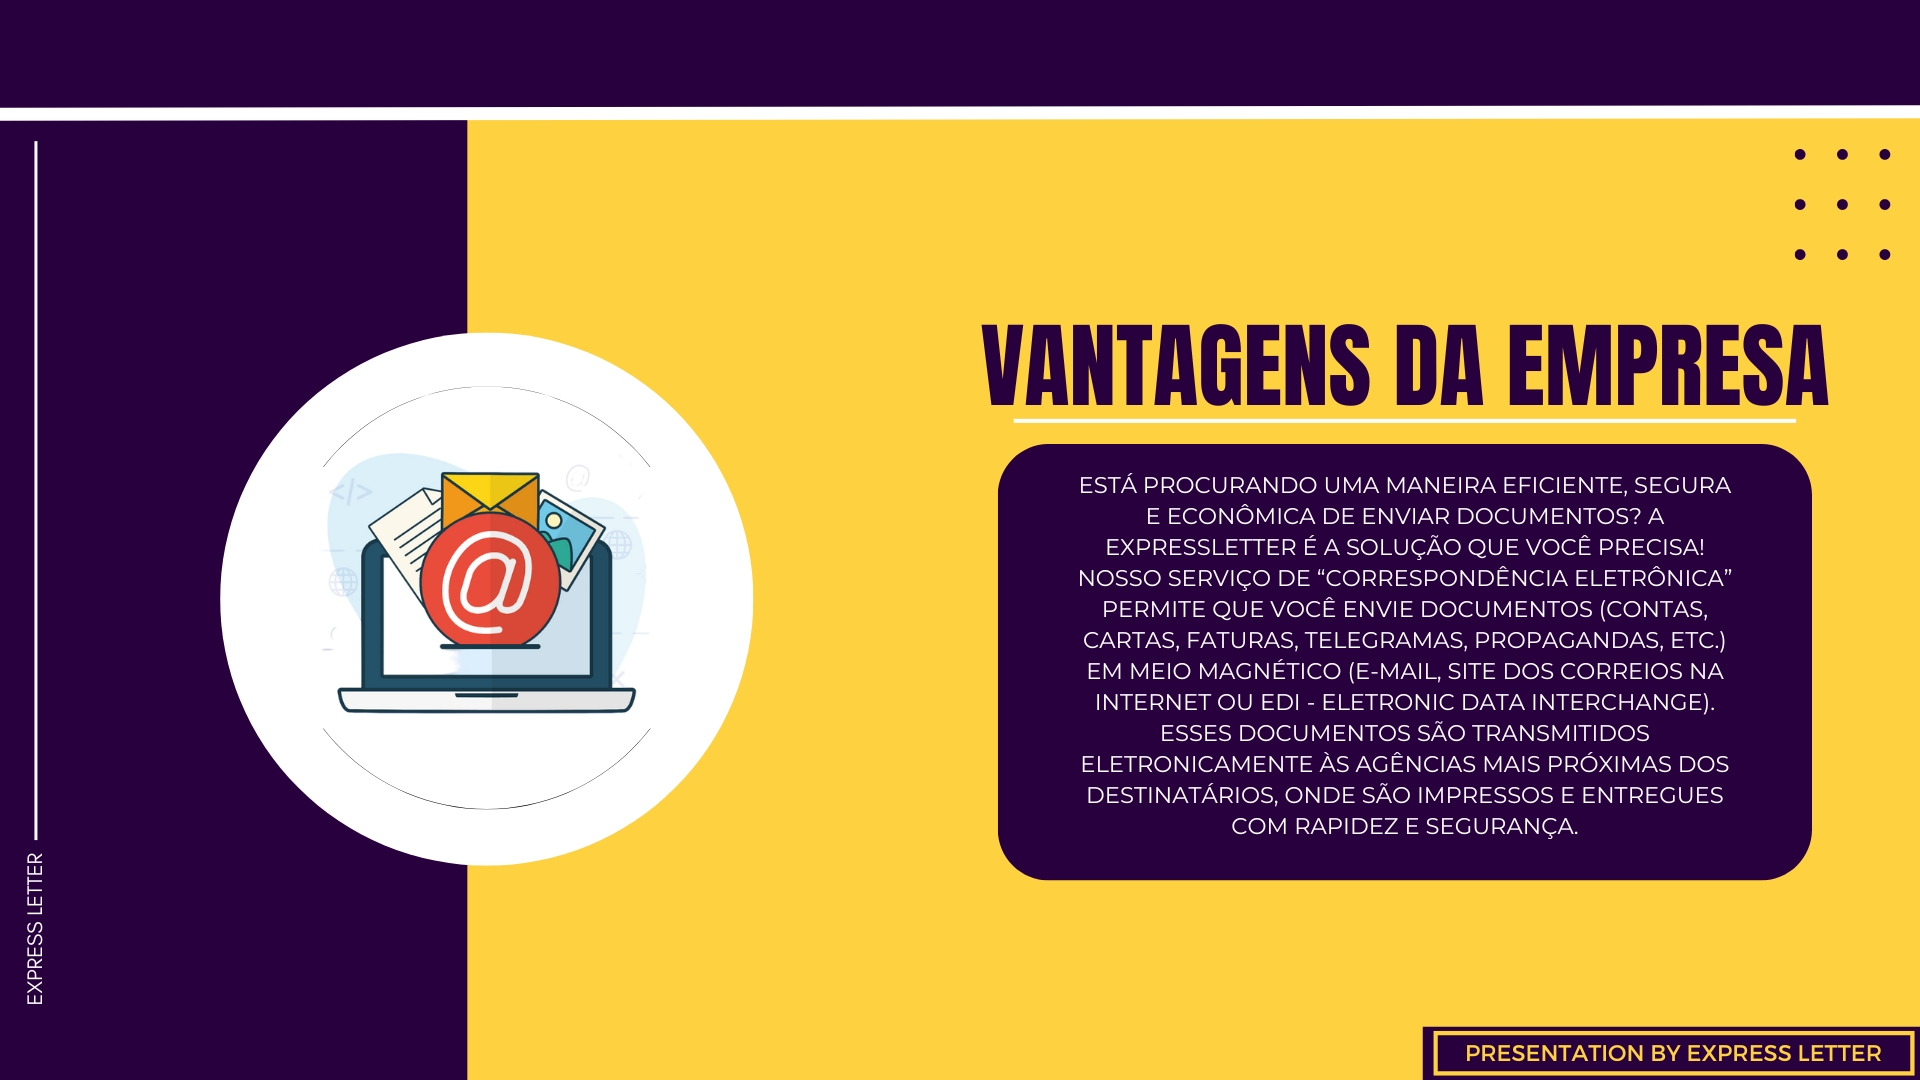 VANTAGENS DA EMPRESA
ESTÁ PROCURANDO UMA MANEIRA EFICIENTE, SEGURA
E ECONÔMICA DE ENVIAR DOCUMENTOS? A
EXPRESSLETTER É A SOLUÇÃO QUE VOCÊ PRECISA!
NOSSO SERVIÇO DE “CORRESPONDÊNCIA ELETRÔNICA”
PERMITE QUE VOCÊ ENVIE DOCUMENTOS (CONTAS,
CARTAS, FATURAS, TELEGRAMAS, PROPAGANDAS, ETC.)
EM MEIO MAGNÉTICO (E-MAIL, SITE DOS CORREIOS NA
INTERNET OU EDI - ELETRONIC DATA INTERCHANGE).
ESSES DOCUMENTOS SÃO TRANSMITIDOS
ELETRONICAMENTE ÀS AGÊNCIAS MAIS PRÓXIMAS DOS
DESTINATÁRIOS, ONDE SÃO IMPRESSOS E ENTREGUES
COM RAPIDEZ E SEGURANÇA.
EXPRESS LETTER
PRESENTATION BY EXPRESS LETTER